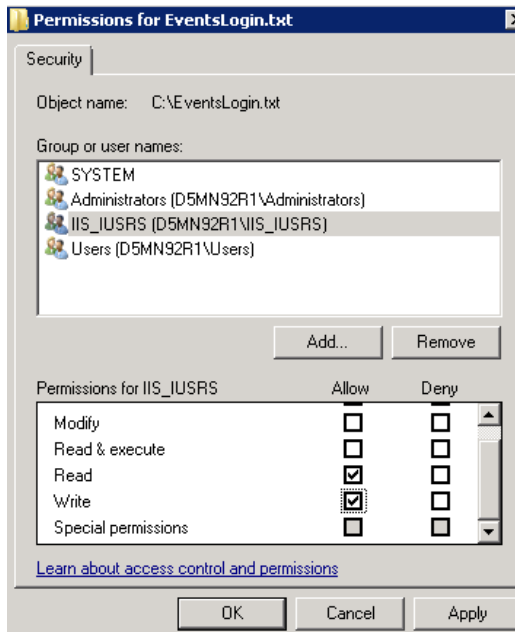 Permissions for EventsLogin.txt
Security
Object name: C:\EventsLogin.txt
Group or user names:
SYSTEM
Administrators (D5MN92R1\Administrators)
IIS_IUSRS (D5MN92R1\IIS_IUSRS)
Users (D5MN92R1\Users)
Add... Remove
Permissions for IIS_IUSRS Allow Deny
Modify
Read & execute
Read
Write
Special permissions
Learn about access control and permissions
OK Cancel Apply